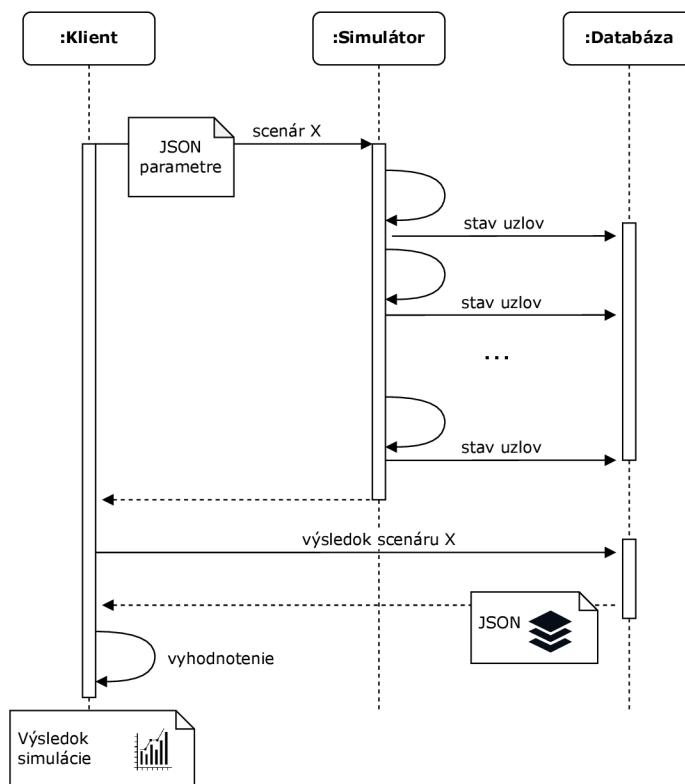 :Klient
:Simulátor
:Databáza
JSON
parametre
scenár X
stav uzlov
stav uzlov
...
stav uzlov
výsledok scenáru X
JSON
vyhodnotenie
Výsledok
simulácie